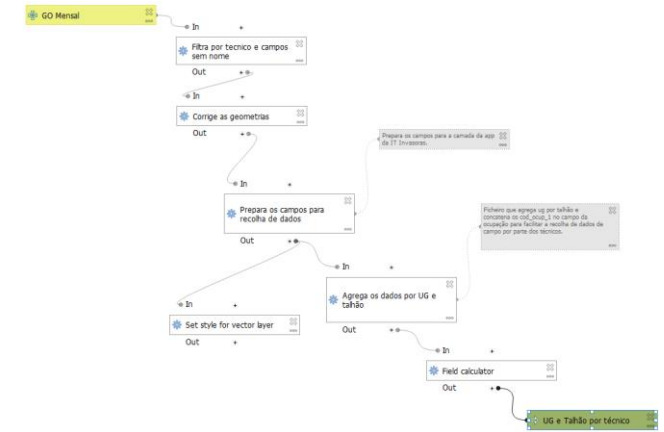 GO Mensal
In +
Filtra por tecnico e campos
sem nome
Out +
In +
Corrige as geometrias
Out +
Prepara os campos para a camada da app
da IT Invasoras.
In +
Prepara os campos para
recolha de dados
Out +
Ficheiro que agrega ug por talhão e
concatena os cod_ocup_1 no campo da
ocupação para facilitar a recolha de dados de
campo por parte dos técnicos.
In +
Agrega os dados por UG e
talhão
Out +
In +
Set style for vector layer
Out +
In +
Field calculator
Out +
UG e Talhão por técnico